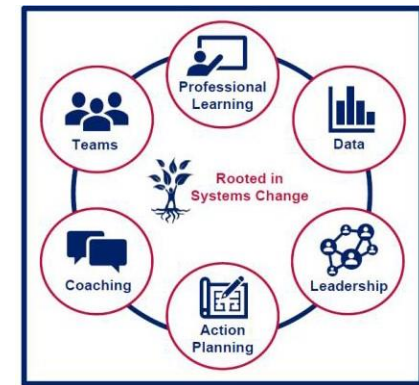 Professional
Learning
Teams
Data
Rooted in
Systems Change
Coaching
Leadership
Action
Planning